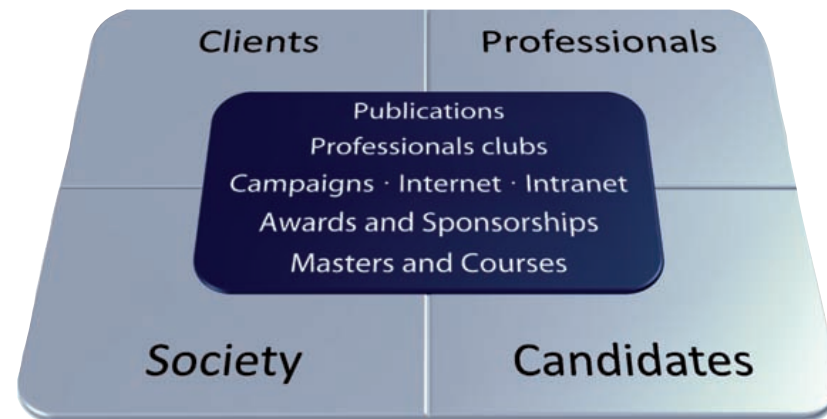 Clients
Professionals
Publications
Professionals clubs
Campaigns · Internet · Intranet
Awards and Sponsorships
Masters and Courses
Society
Candidates